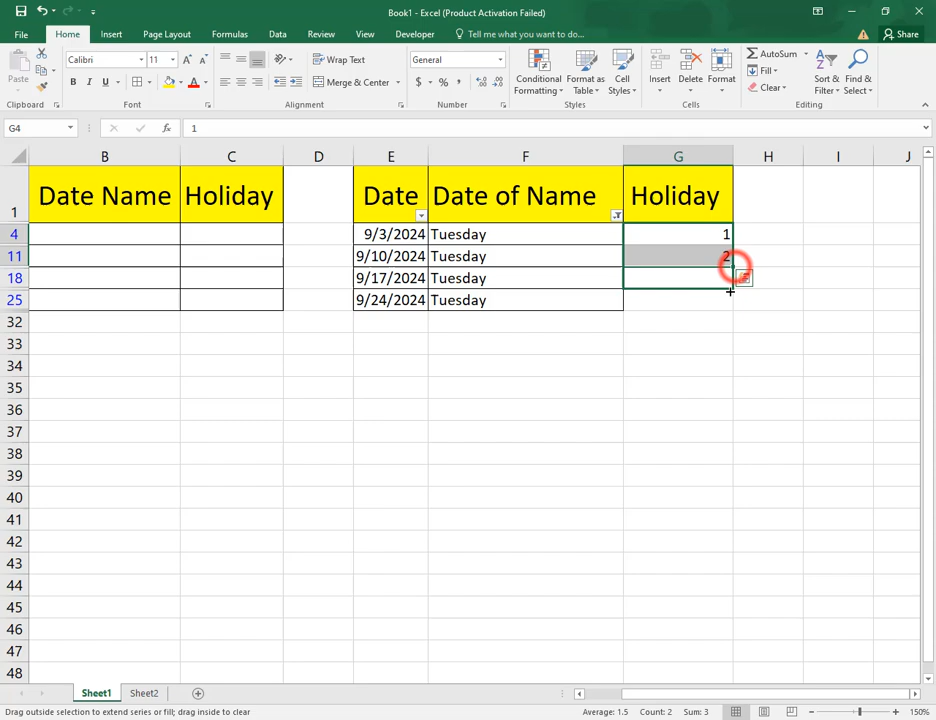 Book1 - Excel (Product Activation Failed)
File Home Insert Page Layout Formulas Data Review View Developer Tell me what you want to do... Share
Paste Calibri 11 Wrap Text General Conditional Formatting Format as Table Cell Styles Insert Delete Format AutoSum Sort & Filter Find & Select
B I U A Merge & Center $ % , Fill Clear
Clipboard Font Alignment Number Styles Cells Editing
G4 fx 1
B C D E F G H I J
1 Date Name Holiday Date Date of Name Holiday
4 9/3/2024 Tuesday 1
11 9/10/2024 Tuesday 2
18 9/17/2024 Tuesday
25 9/24/2024 Tuesday
32
33
34
35
36
37
38
39
40
41
42
43
44
45
46
47
48
Sheet1 Sheet2
Drag outside selection to extend series or fill; drag inside to clear Average: 1.5 Count: 2 Sum: 3 150%